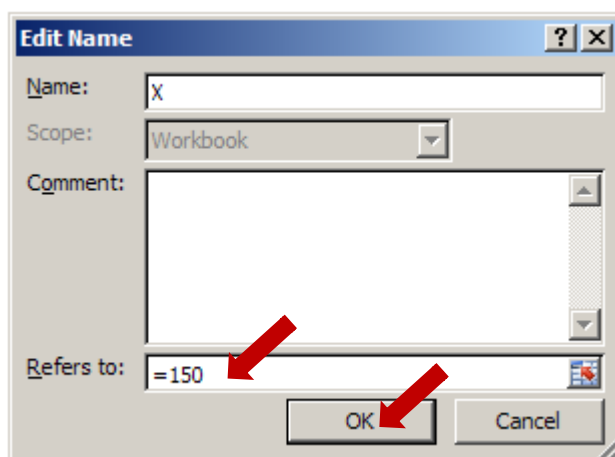 Edit Name
Name: X
Scope: Workbook
Comment:
Refers to: =150
OK Cancel